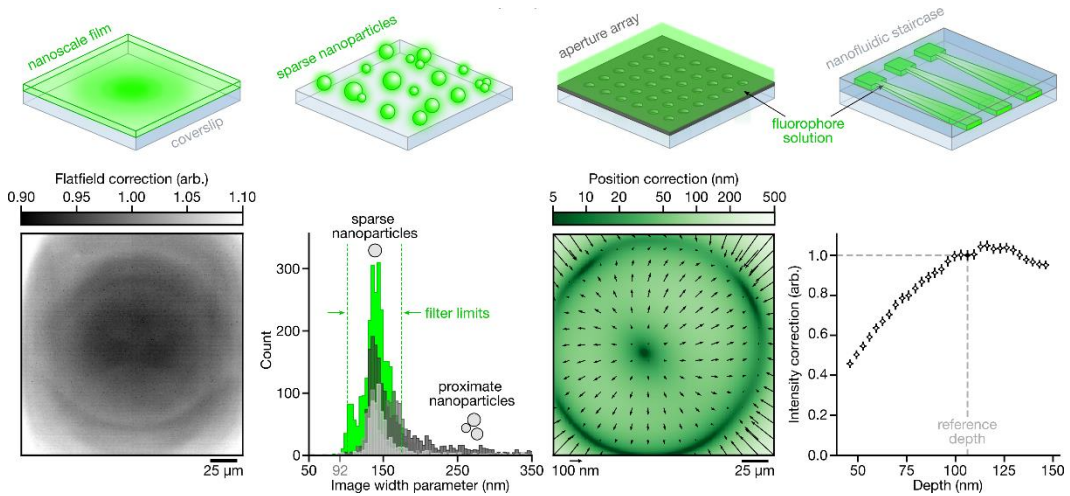 nanoscale film
coverslip
sparse nanoparticles
aperture array
nanofluidic staircase
fluorophore
solution
Flatfield correction (arb.)
0.90 0.95 1.00 1.05 1.10
25 µm
sparse
nanoparticles
filter limits
proximate
nanoparticles
Count
300
200
100
0
50 92 150 250 350
Image width parameter (nm)
Position correction (nm)
5 10 20 50 100 200 500
100 nm
25 µm
Intensity correction (arb.)
1.0
0.8
0.6
0.4
0.2
0.0
reference
depth
50 75 100 125 150
Depth (nm)